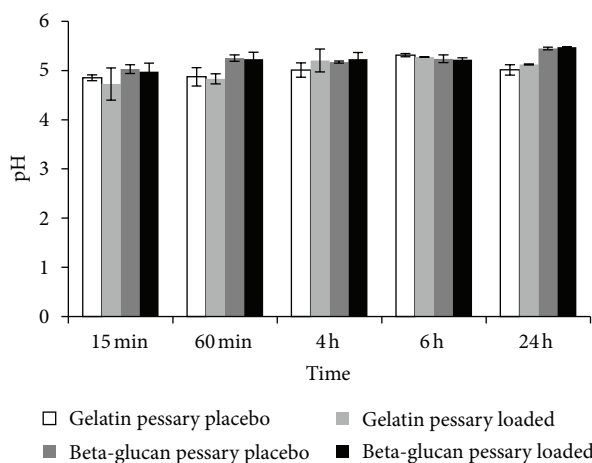 6
5
4
3
2
1
0
pH
15 min 60 min 4 h 6 h 24 h
Time
Gelatin pessary placebo Gelatin pessary loaded
Beta-glucan pessary placebo Beta-glucan pessary loaded